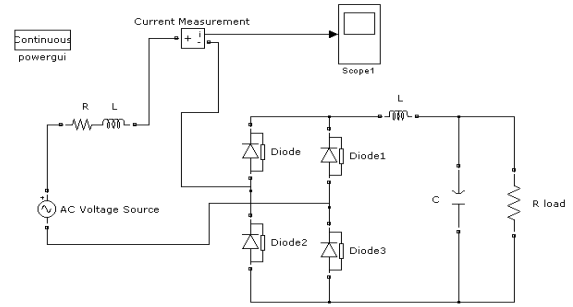 Current Measurement
Continuous
powergui
i
+
-
Scope1
R
L
L
Diode
Diode1
+
AC Voltage Source
C
R load
Diode2
Diode3